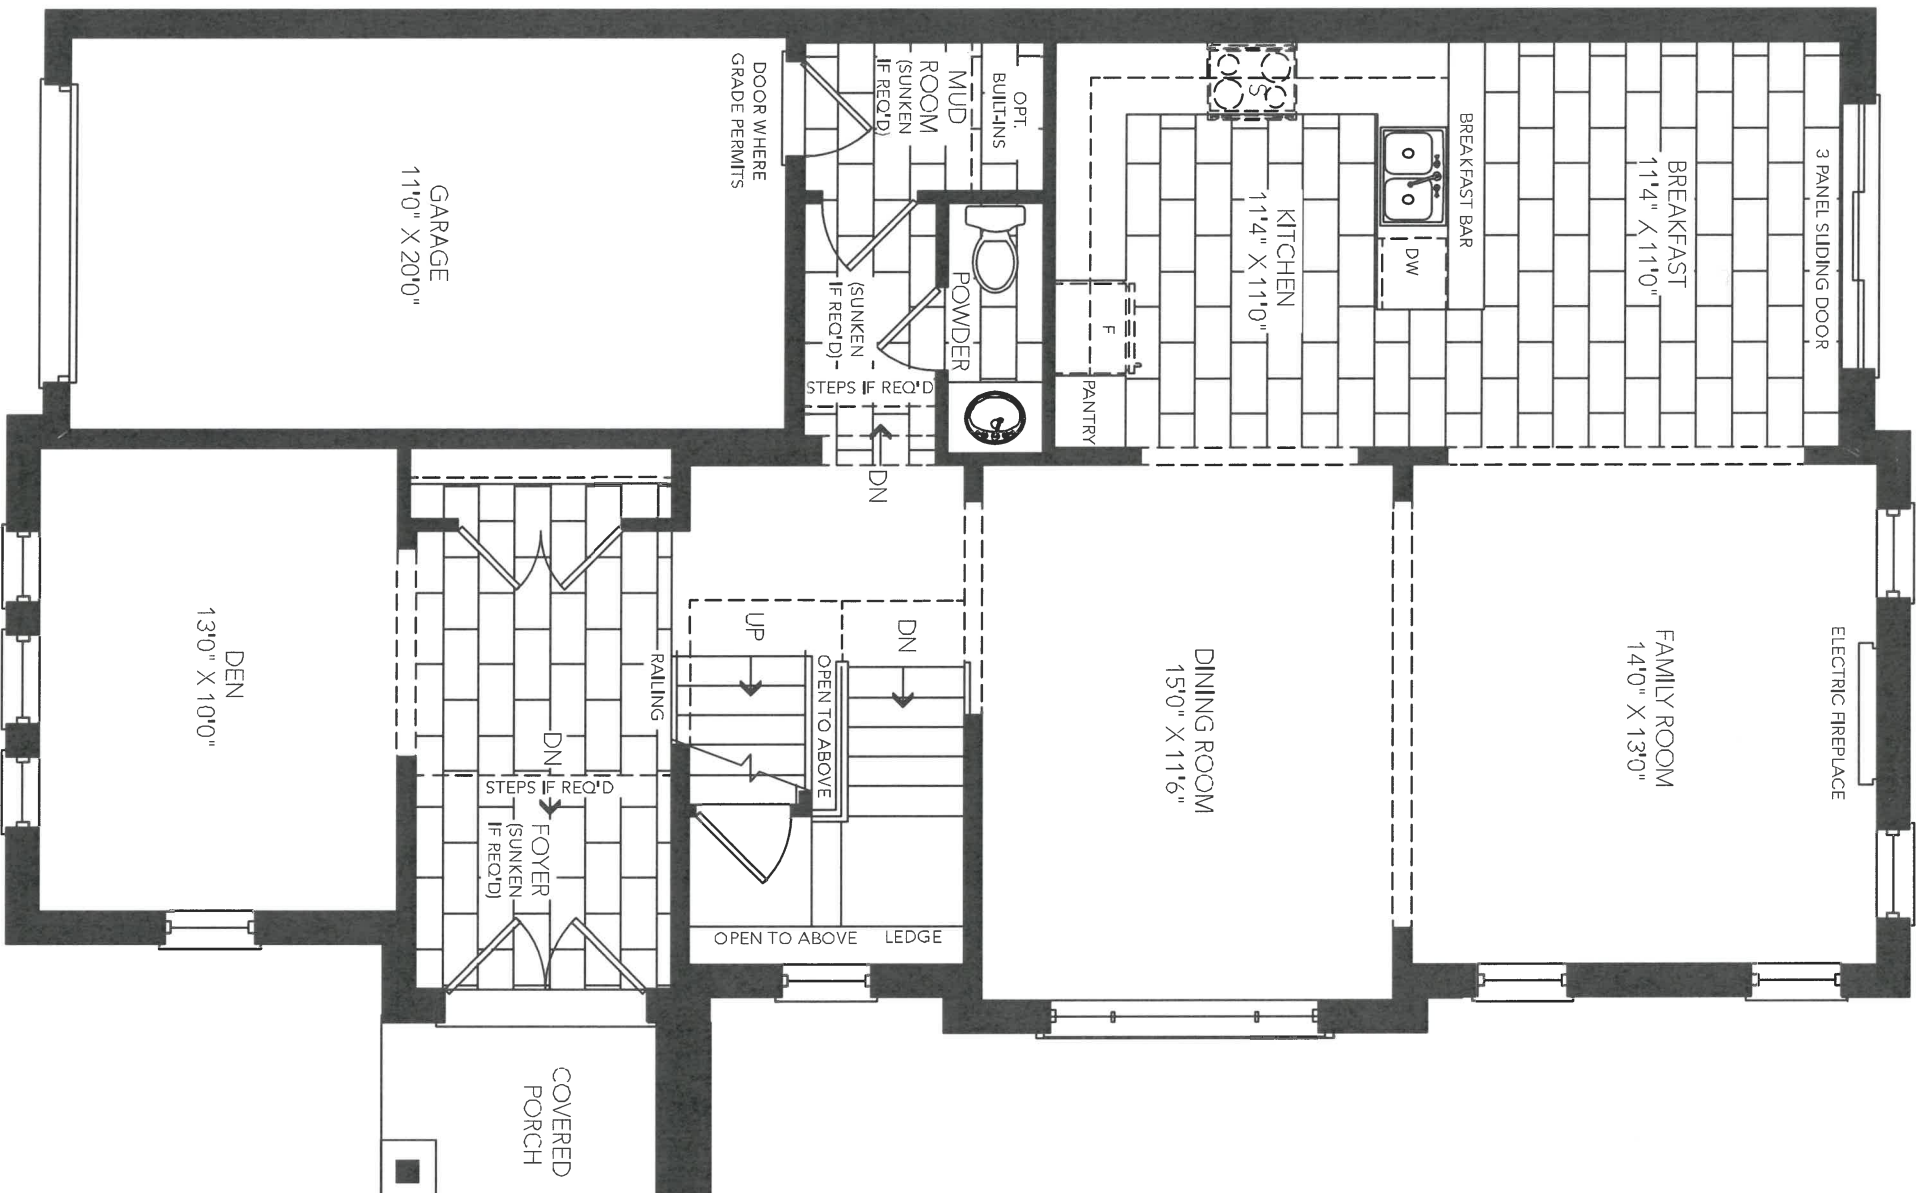 3 PANEL SLIDING DOOR
BREAKFAST
11'4" X 11'0"
BREAKFAST BAR
DW
KITCHEN
11'4" X 11'0"
S
F
PANTRY
OPT.
BUILT-INS
MUD
ROOM
(SUNKEN
IF REQ'D)
DOOR WHERE
GRADE PERMITS
POWDER
(SUNKEN
IF REQ'D)
STEPS IF REQ'D
DN
GARAGE
11'0" X 20'0"
ELECTRIC FIREPLACE
FAMILY ROOM
14'0" X 13'0"
DINING ROOM
15'0" X 11'6"
DN
UP
OPEN TO ABOVE
RAILING
OPEN TO ABOVE
LEDGE
DN
STEPS IF REQ'D
FOYER
(SUNKEN
IF REQ'D)
DEN
13'0" X 10'0"
COVERED
PORCH